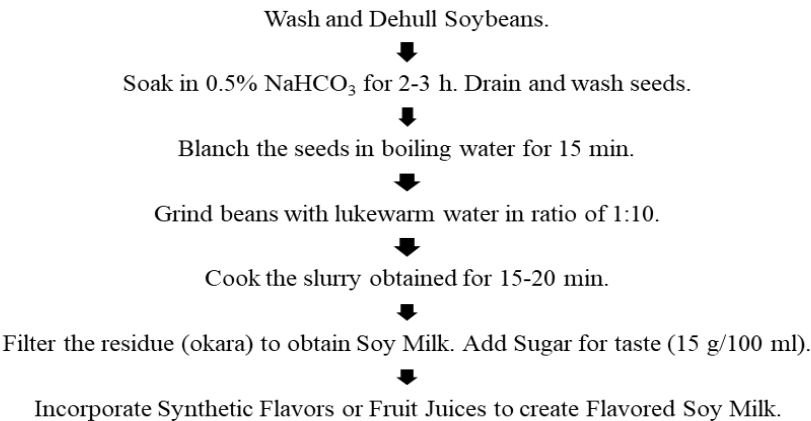 Wash and Dehull Soybeans.
Soak in 0.5% NaHCO₃ for 2-3 h. Drain and wash seeds.
Blanch the seeds in boiling water for 15 min.
Grind beans with lukewarm water in ratio of 1:10.
Cook the slurry obtained for 15-20 min.
Filter the residue (okara) to obtain Soy Milk. Add Sugar for taste (15 g/100 ml).
Incorporate Synthetic Flavors or Fruit Juices to create Flavored Soy Milk.